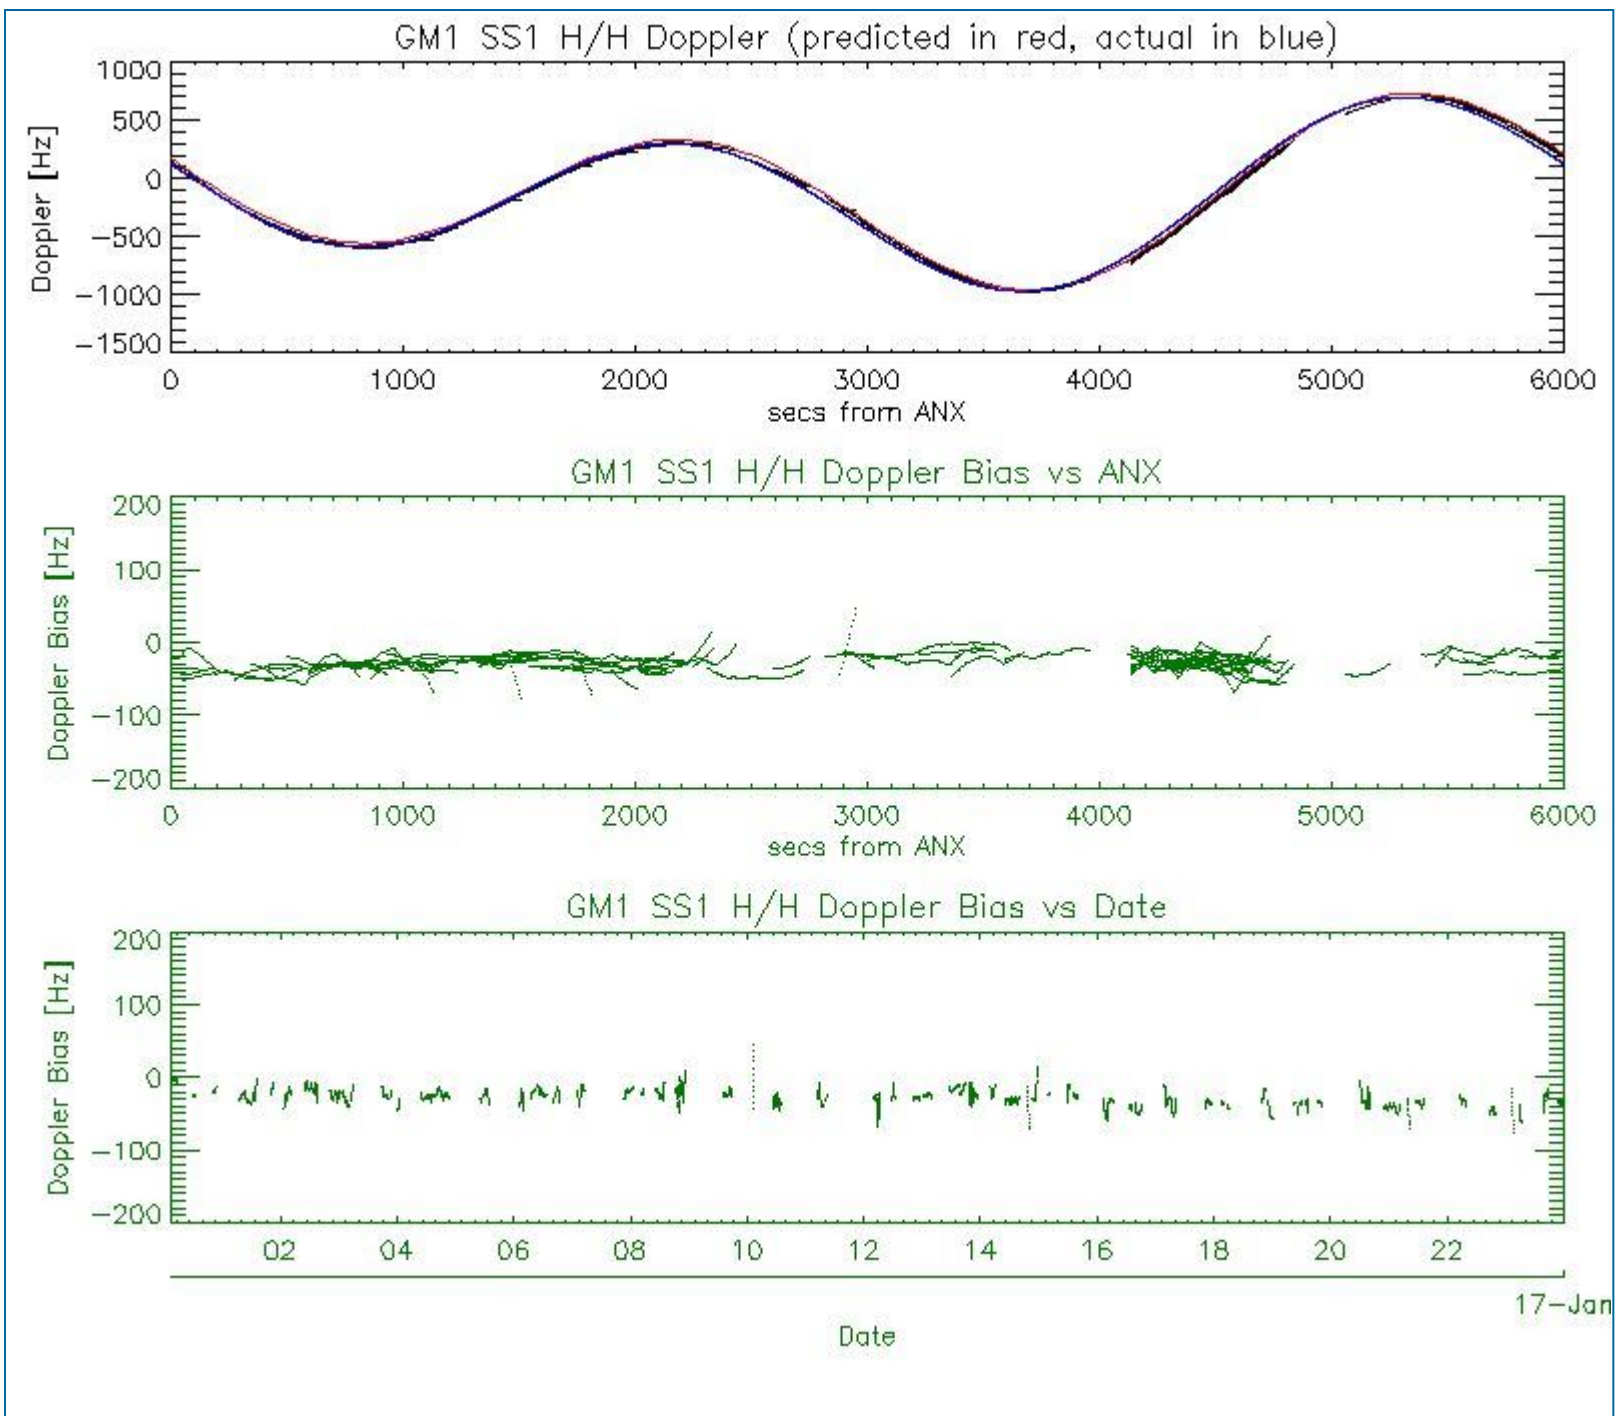 GM1 SS1 H/H Doppler (predicted in red, actual in blue)
1000
500
0
-500
-1000
-1500
Doppler [Hz]
0 1000 2000 3000 4000 5000 6000
secs from ANX
GM1 SS1 H/H Doppler Bias vs ANX
200
100
0
-100
-200
Doppler Bias [Hz]
0 1000 2000 3000 4000 5000 6000
secs from ANX
GM1 SS1 H/H Doppler Bias vs Date
200
100
0
-100
-200
Doppler Bias [Hz]
02 04 06 08 10 12 14 16 18 20 22
17-Jan
Date